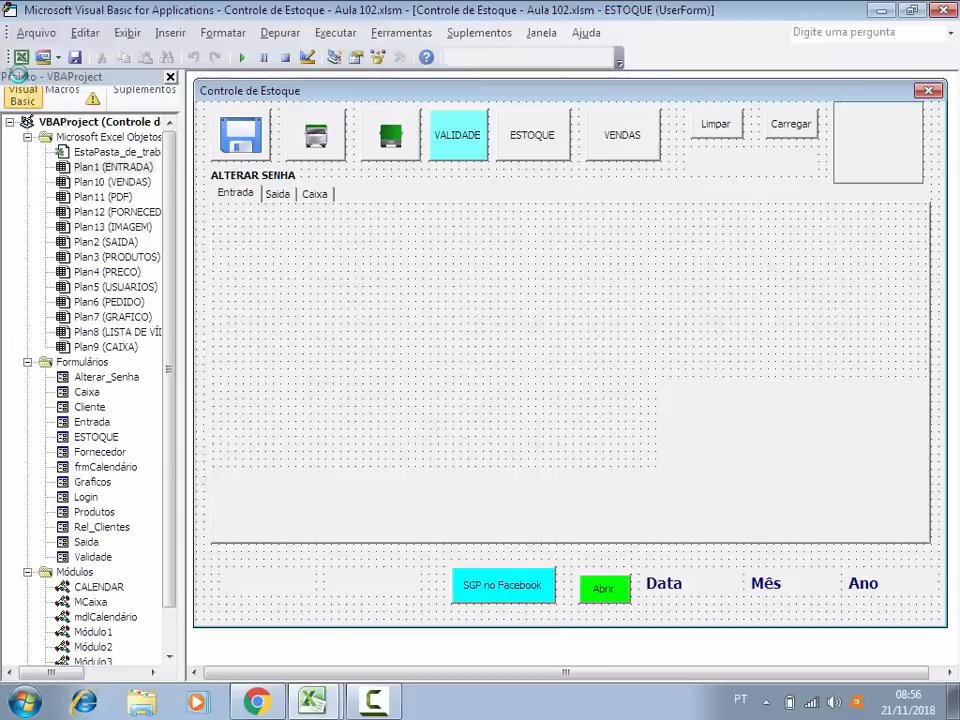 Microsoft Visual Basic for Applications - Controle de Estoque - Aula 102.xlsm - [Controle de Estoque - Aula 102.xlsm - ESTOQUE (UserForm)]
Arquivo Editar Exibir Inserir Formatar Depurar Executar Ferramentas Suplementos Janela Ajuda Digite uma pergunta
Projeto - VBAProject
Visual Basic Macros Suplementos
VBAProject (Controle d
Microsoft Excel Objetos
EstaPasta_de_trab
Plan1 (ENTRADA)
Plan10 (VENDAS)
Plan11 (PDF)
Plan12 (FORNECED
Plan13 (IMAGEM)
Plan2 (SAIDA)
Plan3 (PRODUTOS)
Plan4 (PRECO)
Plan5 (USUARIOS)
Plan6 (PEDIDO)
Plan7 (GRAFICO)
Plan8 (LISTA DE VÍ
Plan9 (CAIXA)
Formulários
Alterar_Senha
Caixa
Cliente
Entrada
ESTOQUE
Fornecedor
frmCalendário
Graficos
Login
Produtos
Rel_Clientes
Saida
Validade
Módulos
CALENDAR
MCaixa
mdlCalendário
Módulo1
Módulo2
Módulo3
Controle de Estoque
VALIDADE ESTOQUE VENDAS Limpar Carregar
ALTERAR SENHA
Entrada Saida Caixa
SGP no Facebook Abrir Data Mês Ano
PT 08:56
21/11/2018